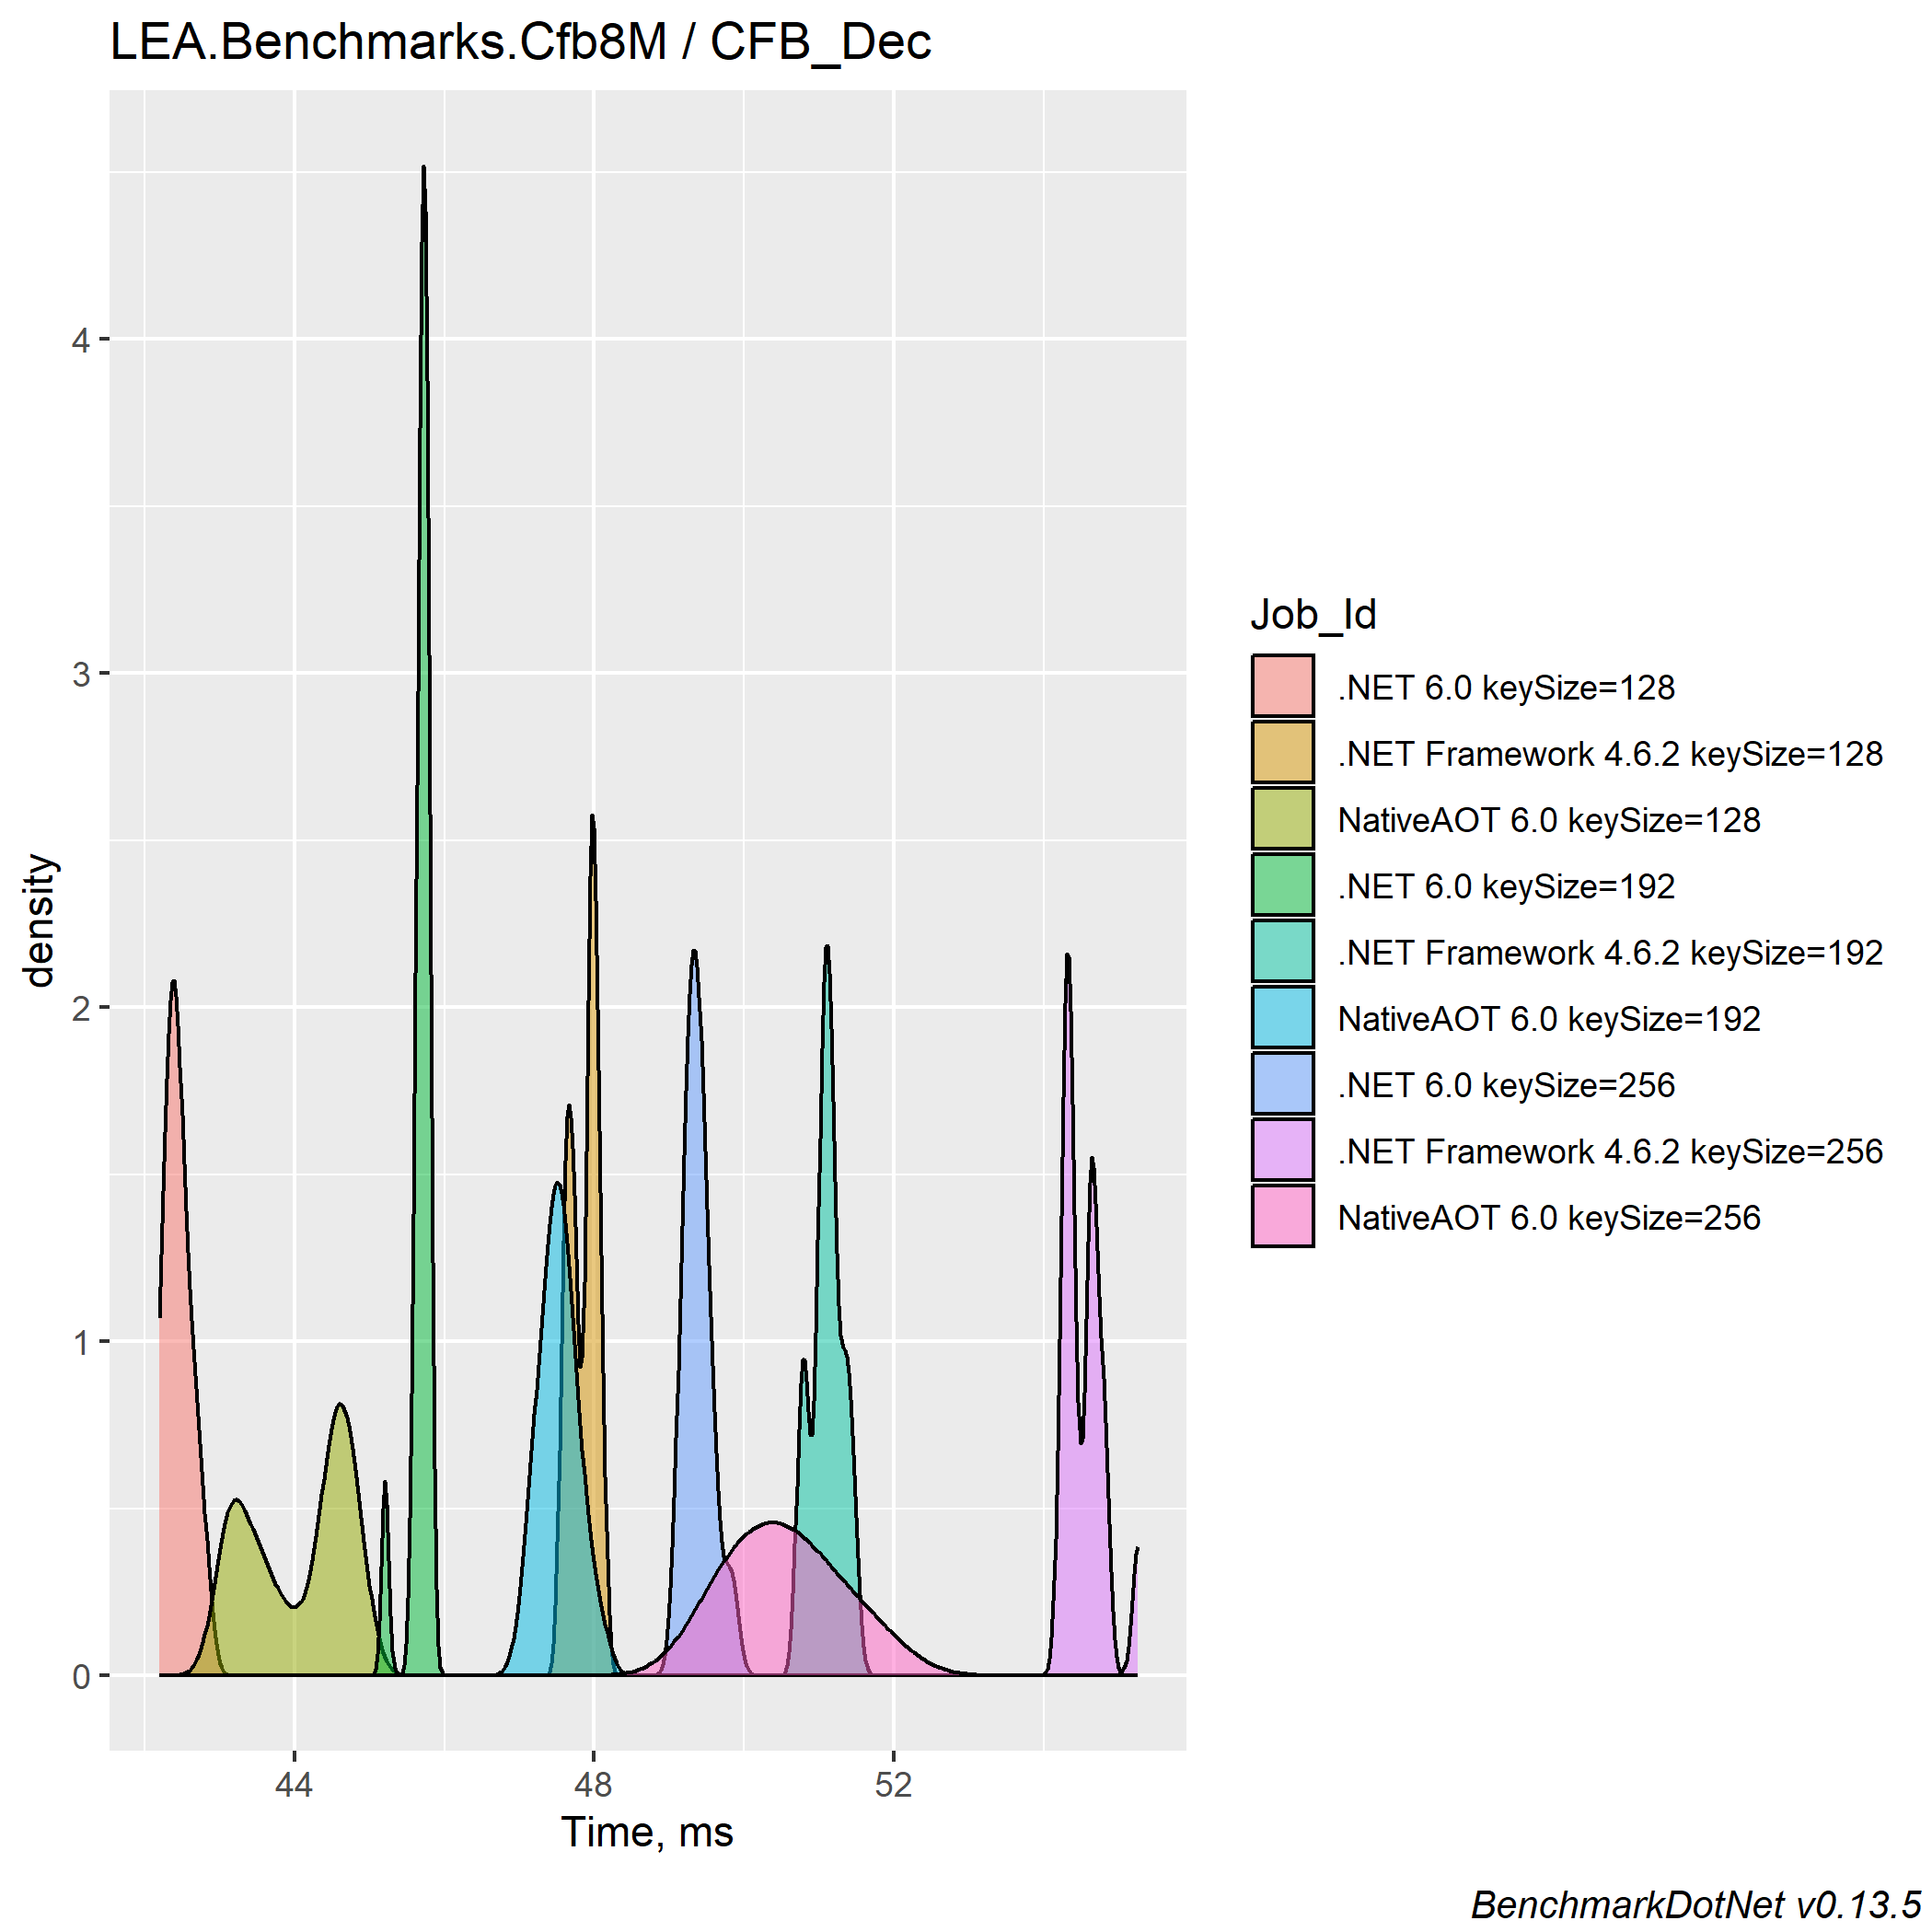 LEA.Benchmarks.Cfb8M / CFB_Dec
density
4
3
2
1
0
44 48 52
Time, ms
Job_Id
.NET 6.0 keySize=128
.NET Framework 4.6.2 keySize=128
NativeAOT 6.0 keySize=128
.NET 6.0 keySize=192
.NET Framework 4.6.2 keySize=192
NativeAOT 6.0 keySize=192
.NET 6.0 keySize=256
.NET Framework 4.6.2 keySize=256
NativeAOT 6.0 keySize=256
BenchmarkDotNet v0.13.5